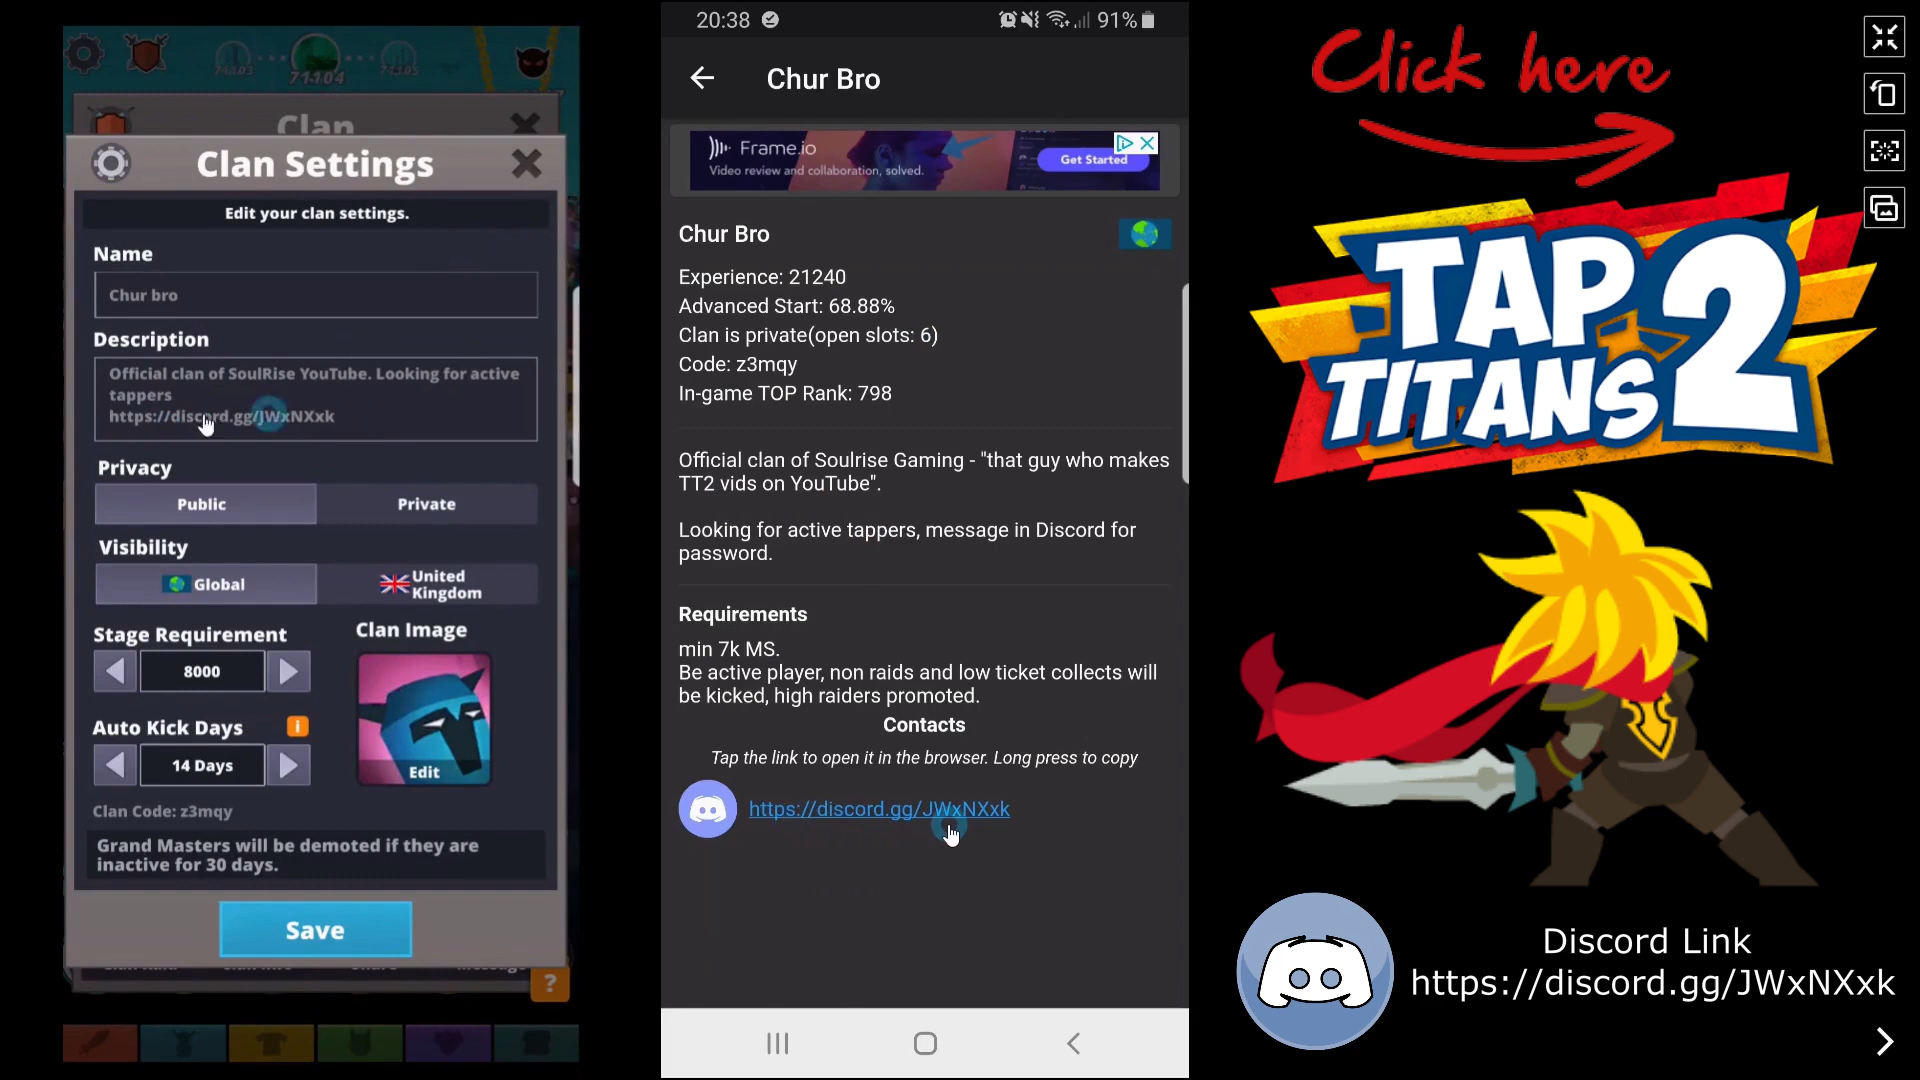 74103
71104
74105
Clan
Clan Settings
Edit your clan settings.
Name
Chur bro
Description
Official clan of SoulRise YouTube. Looking for active
tappers
https://discord.gg/JWxNXxk
Privacy
Public
Private
Visibility
Global
United
Kingdom
Stage Requirement
8000
Clan Image
Edit
Auto Kick Days
i
14 Days
Clan Code: z3mqy
Grand Masters will be demoted if they are
inactive for 30 days.
Save
?
20:38
91%
Chur Bro
Frame.io
Video review and collaboration, solved.
Get Started
Chur Bro
Experience: 21240
Advanced Start: 68.88%
Clan is private(open slots: 6)
Code: z3mqy
In-game TOP Rank: 798
Official clan of Soulrise Gaming - "that guy who makes
TT2 vids on YouTube".
Looking for active tappers, message in Discord for
password.
Requirements
min 7k MS.
Be active player, non raids and low ticket collects will
be kicked, high raiders promoted.
Contacts
Tap the link to open it in the browser. Long press to copy
https://discord.gg/JWxNXxk
Click here
TAP
TITANS 2
Discord Link
https://discord.gg/JWxNXxk